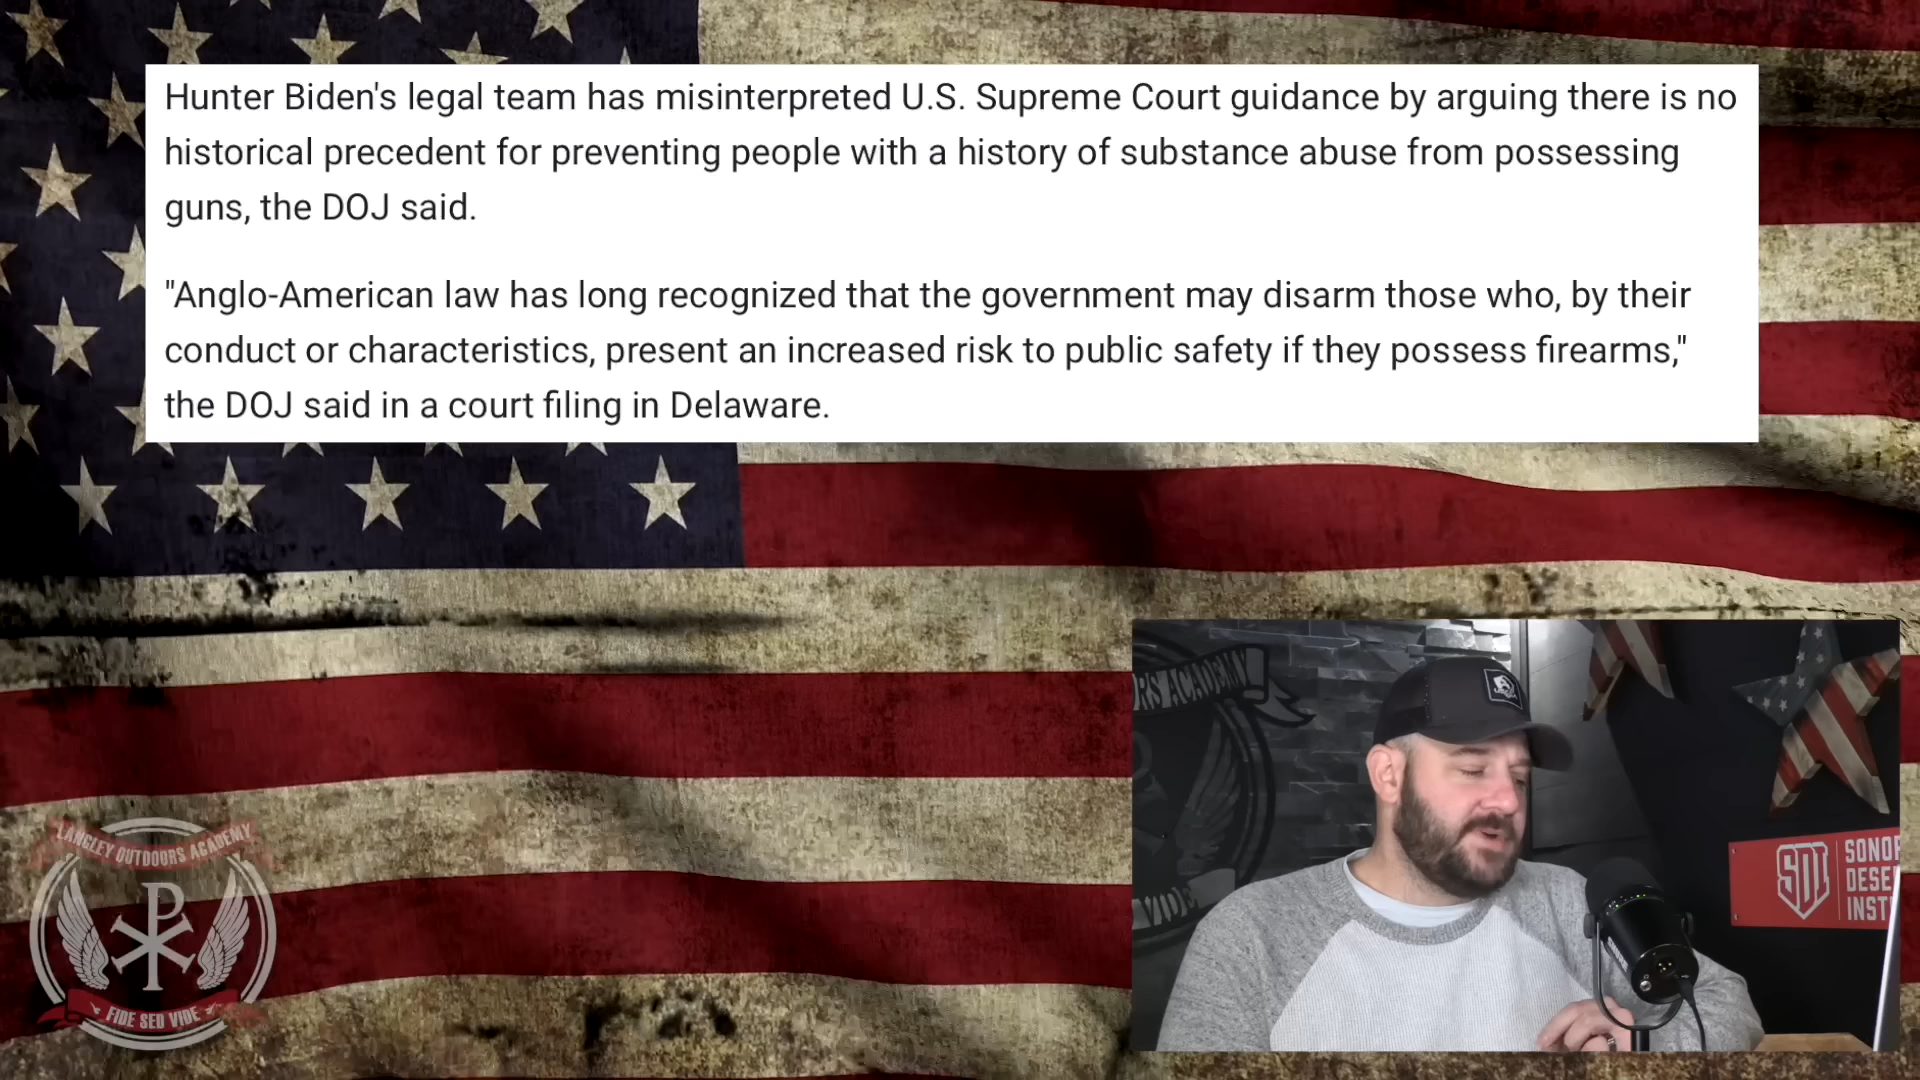 Hunter Biden's legal team has misinterpreted U.S. Supreme Court guidance by arguing there is no
historical precedent for preventing people with a history of substance abuse from possessing
guns, the DOJ said.
"Anglo-American law has long recognized that the government may disarm those who, by their
conduct or characteristics, present an increased risk to public safety if they possess firearms,"
the DOJ said in a court filing in Delaware.
RS ACADEMY
VIDE
SDI
SONOR
DESE
INST
LANGLEY OUTDOORS ACADEMY
FIDE SED VIDE